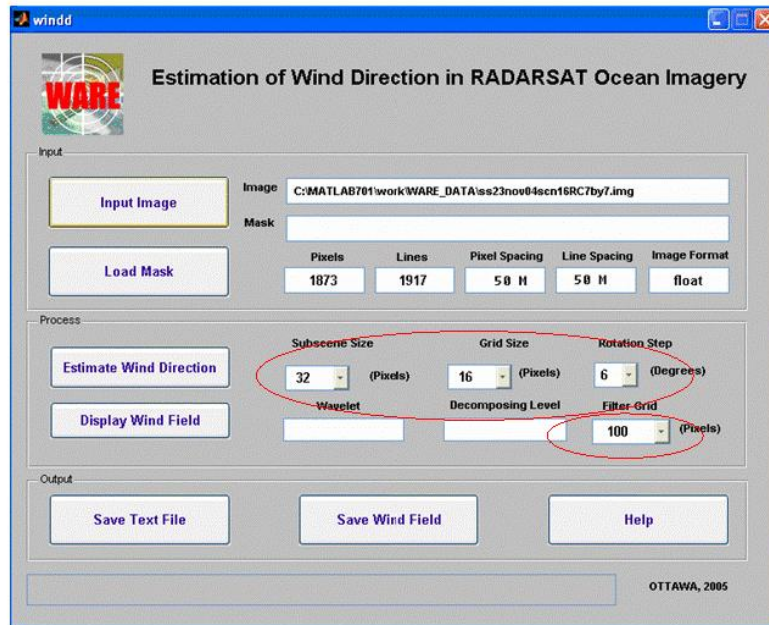 windd
WARE
Estimation of Wind Direction in RADARSAT Ocean Imagery
Input
Input Image
Image
C:\MATLAB701\work\WARE_DATA\ss23nov04scn16RC7by7.img
Mask
Load Mask
Pixels Lines Pixel Spacing Line Spacing Image Format
1873 1917 50 M 50 M float
Process
Subscene Size Grid Size Rotation Step
Estimate Wind Direction
32 (Pixels) 16 (Pixels) 6 (Degrees)
Wavelet Decomposing Level Filter Grid
Display Wind Field
100 (Pixels)
Output
Save Text File Save Wind Field Help
OTTAWA, 2005